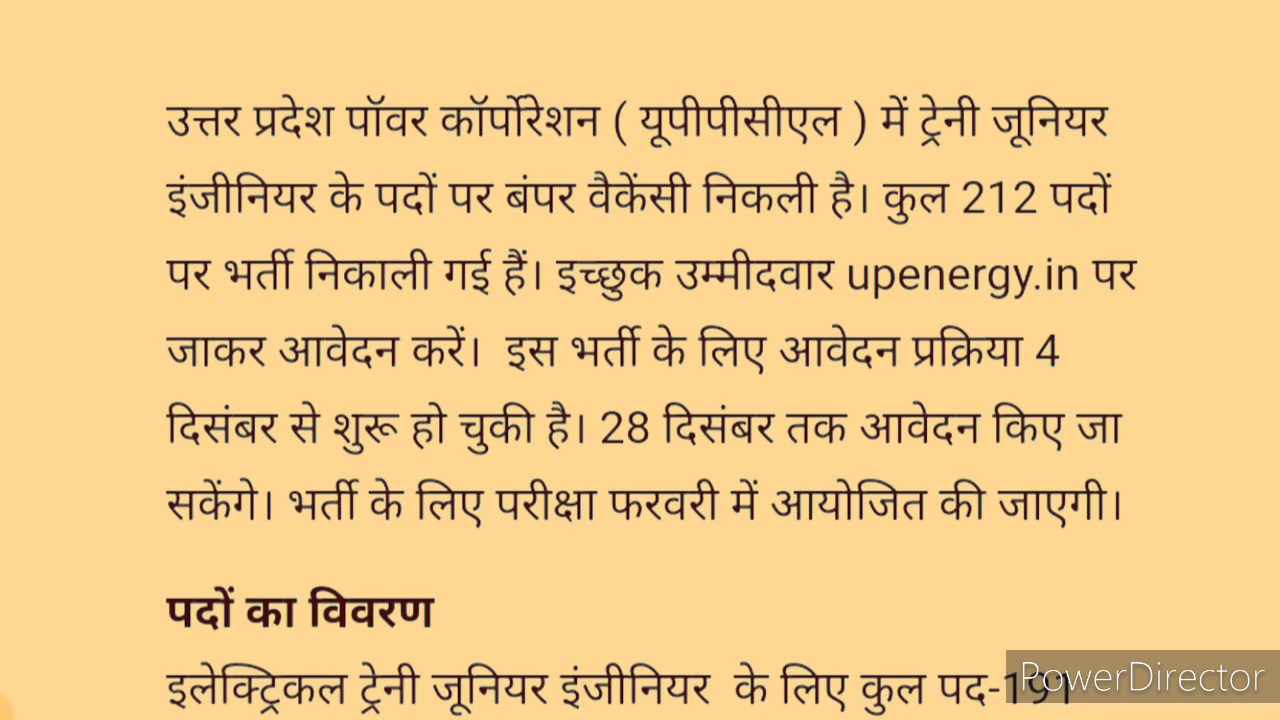 उत्तर प्रदेश पॉवर कॉर्पोरेशन ( यूपीपीसीएल ) में ट्रेनी जूनियर
इंजीनियर के पदों पर बंपर वैकेंसी निकली है। कुल 212 पदों
पर भर्ती निकाली गई हैं। इच्छुक उम्मीदवार upenergy.in पर
जाकर आवेदन करें। इस भर्ती के लिए आवेदन प्रक्रिया 4
दिसंबर से शुरू हो चुकी है। 28 दिसंबर तक आवेदन किए जा
सकेंगे। भर्ती के लिए परीक्षा फरवरी में आयोजित की जाएगी।
पदों का विवरण
इलेक्ट्रिकल ट्रेनी जूनियर इंजीनियर के लिए कुल पद-191
PowerDirector